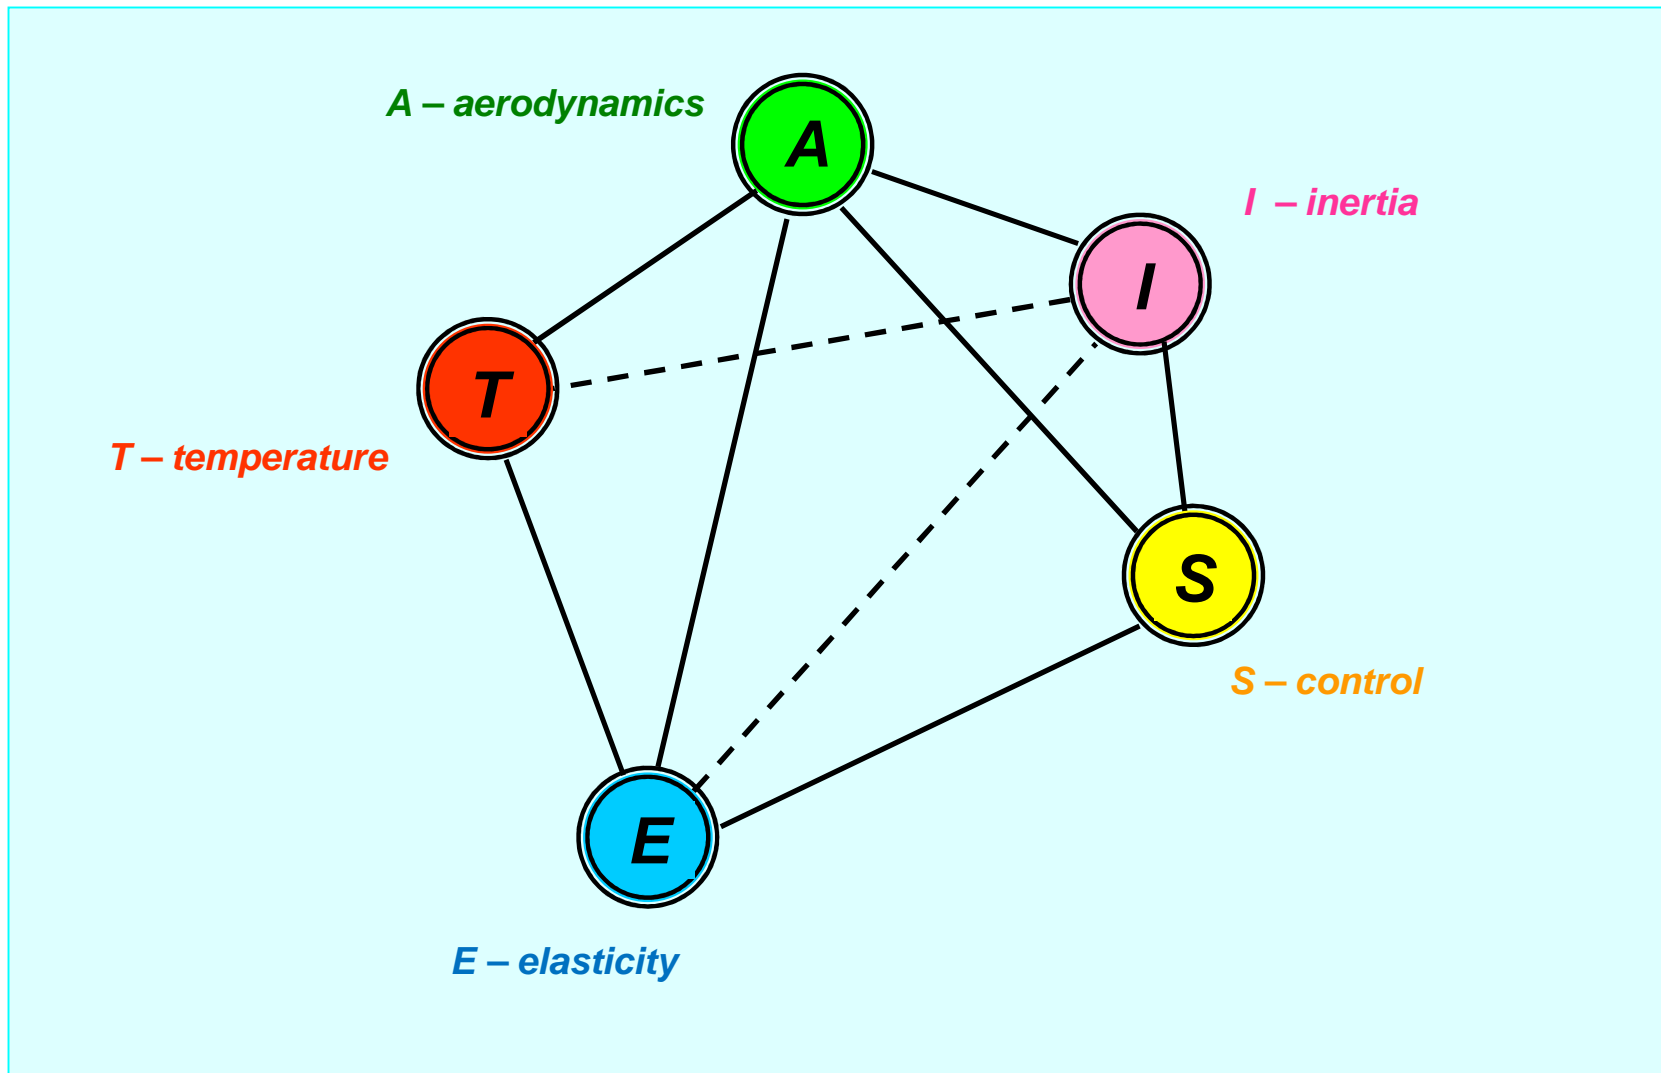 A – aerodynamics
A
I – inertia
I
T
T – temperature
S
S – control
E
E – elasticity